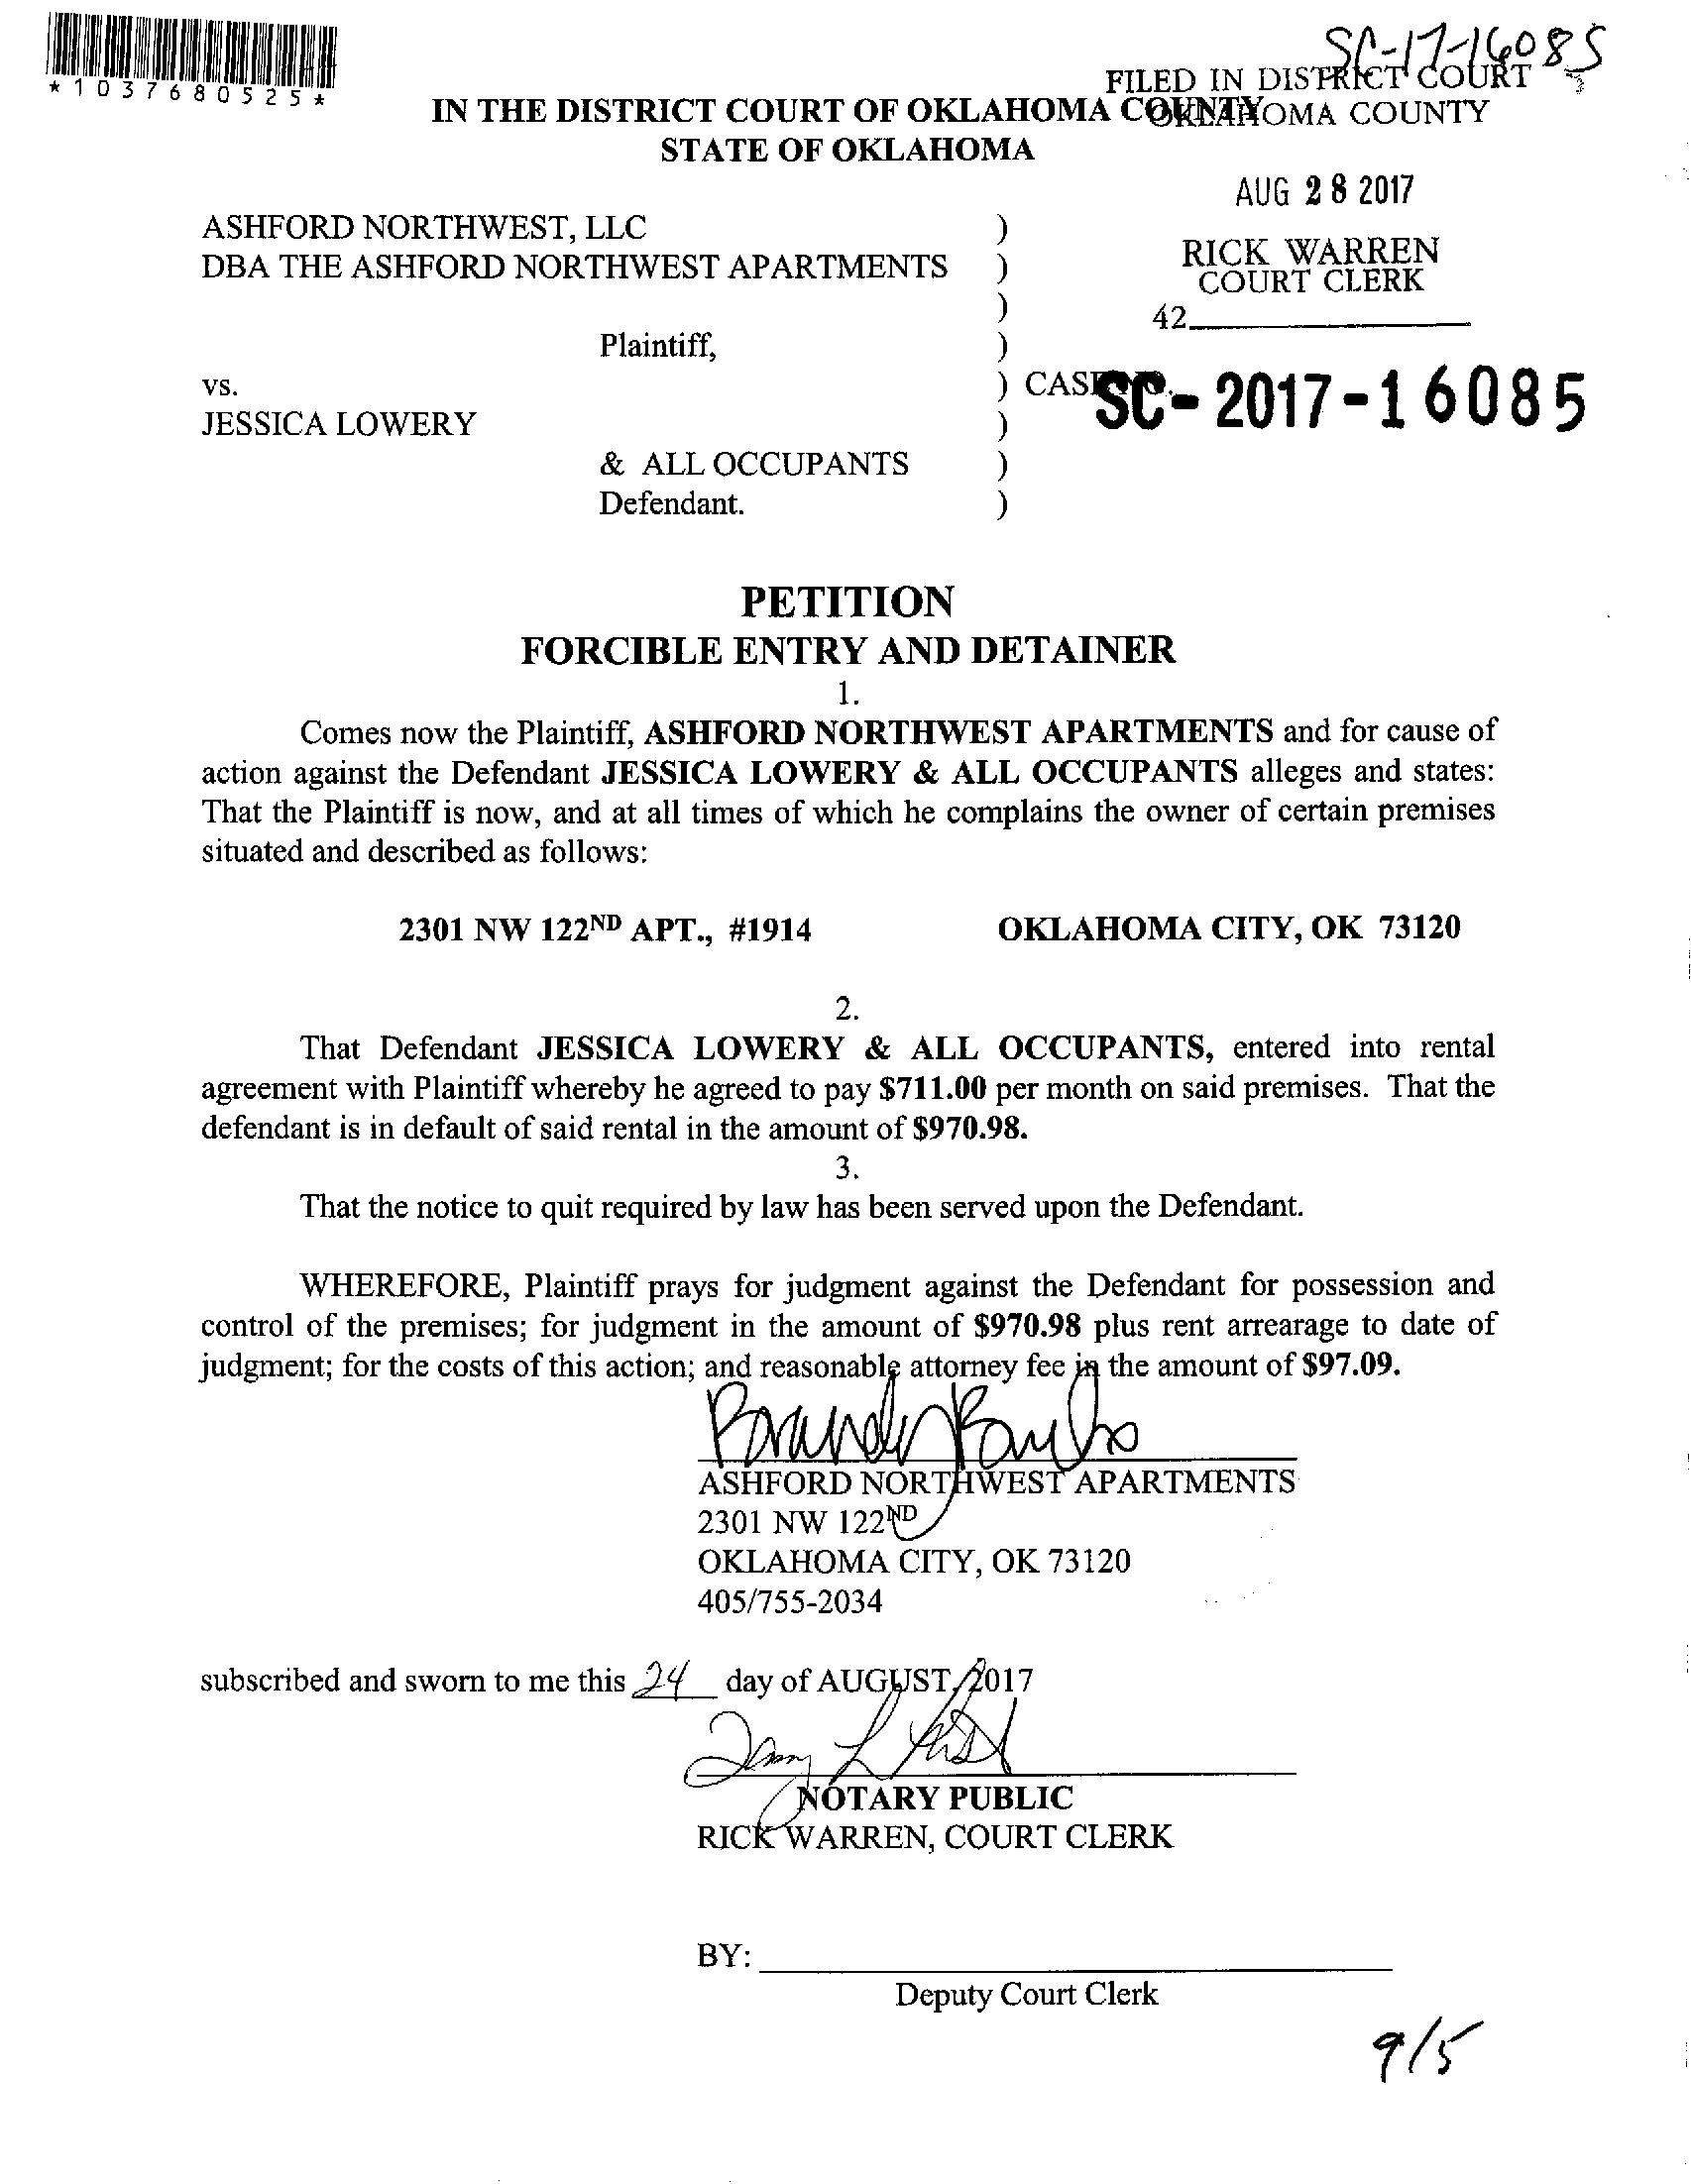 SC-17-16085
*1037680525*
FILED IN DISTRICT COURT
OKLAHOMA COUNTY
IN THE DISTRICT COURT OF OKLAHOMA COUNTY
STATE OF OKLAHOMA
AUG 28 2017
RICK WARREN
COURT CLERK
42
ASHFORD NORTHWEST, LLC )
DBA THE ASHFORD NORTHWEST APARTMENTS )
)
Plaintiff, )
vs. ) CASE NO. SC-2017-16085
JESSICA LOWERY )
& ALL OCCUPANTS )
Defendant. )
PETITION
FORCIBLE ENTRY AND DETAINER
1.
Comes now the Plaintiff, ASHFORD NORTHWEST APARTMENTS and for cause of
action against the Defendant JESSICA LOWERY & ALL OCCUPANTS alleges and states:
That the Plaintiff is now, and at all times of which he complains the owner of certain premises
situated and described as follows:
2301 NW 122ND APT., #1914 OKLAHOMA CITY, OK 73120
2.
That Defendant JESSICA LOWERY & ALL OCCUPANTS, entered into rental
agreement with Plaintiff whereby he agreed to pay $711.00 per month on said premises. That the
defendant is in default of said rental in the amount of $970.98.
3.
That the notice to quit required by law has been served upon the Defendant.
WHEREFORE, Plaintiff prays for judgment against the Defendant for possession and
control of the premises; for judgment in the amount of $970.98 plus rent arrearage to date of
judgment; for the costs of this action; and reasonable attorney fee in the amount of $97.09.
ASHFORD NORTHWEST APARTMENTS
2301 NW 122ND
OKLAHOMA CITY, OK 73120
405/755-2034
subscribed and sworn to me this 24 day of AUGUST, 2017
NOTARY PUBLIC
RICK WARREN, COURT CLERK
BY:
Deputy Court Clerk
9/5